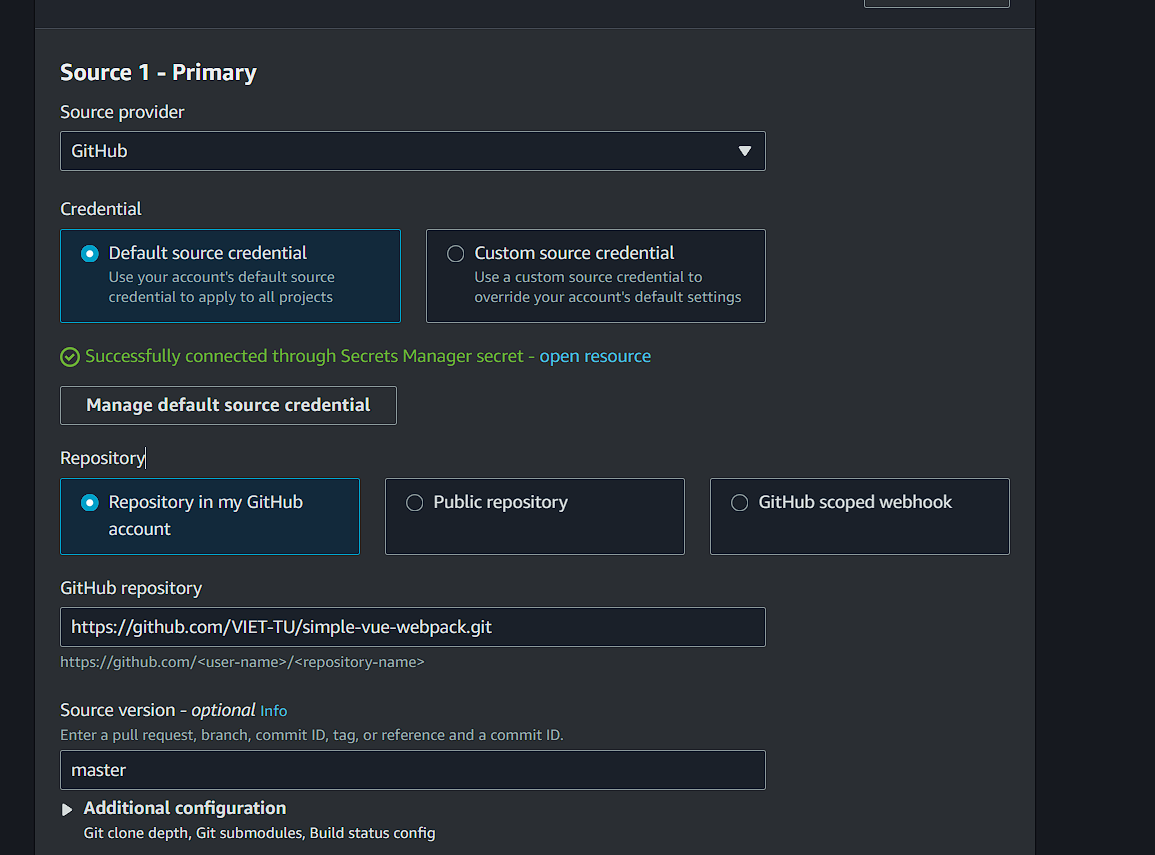 Source 1 - Primary
Source provider
GitHub
Credential
Default source credential
Use your account's default source
credential to apply to all projects
Custom source credential
Use a custom source credential to
override your account's default settings
Successfully connected through Secrets Manager secret - open resource
Manage default source credential
Repository
Repository in my GitHub
account
Public repository
GitHub scoped webhook
GitHub repository
https://github.com/VIET-TU/simple-vue-webpack.git
https://github.com/<user-name>/<repository-name>
Source version - optional Info
Enter a pull request, branch, commit ID, tag, or reference and a commit ID.
master
Additional configuration
Git clone depth, Git submodules, Build status config